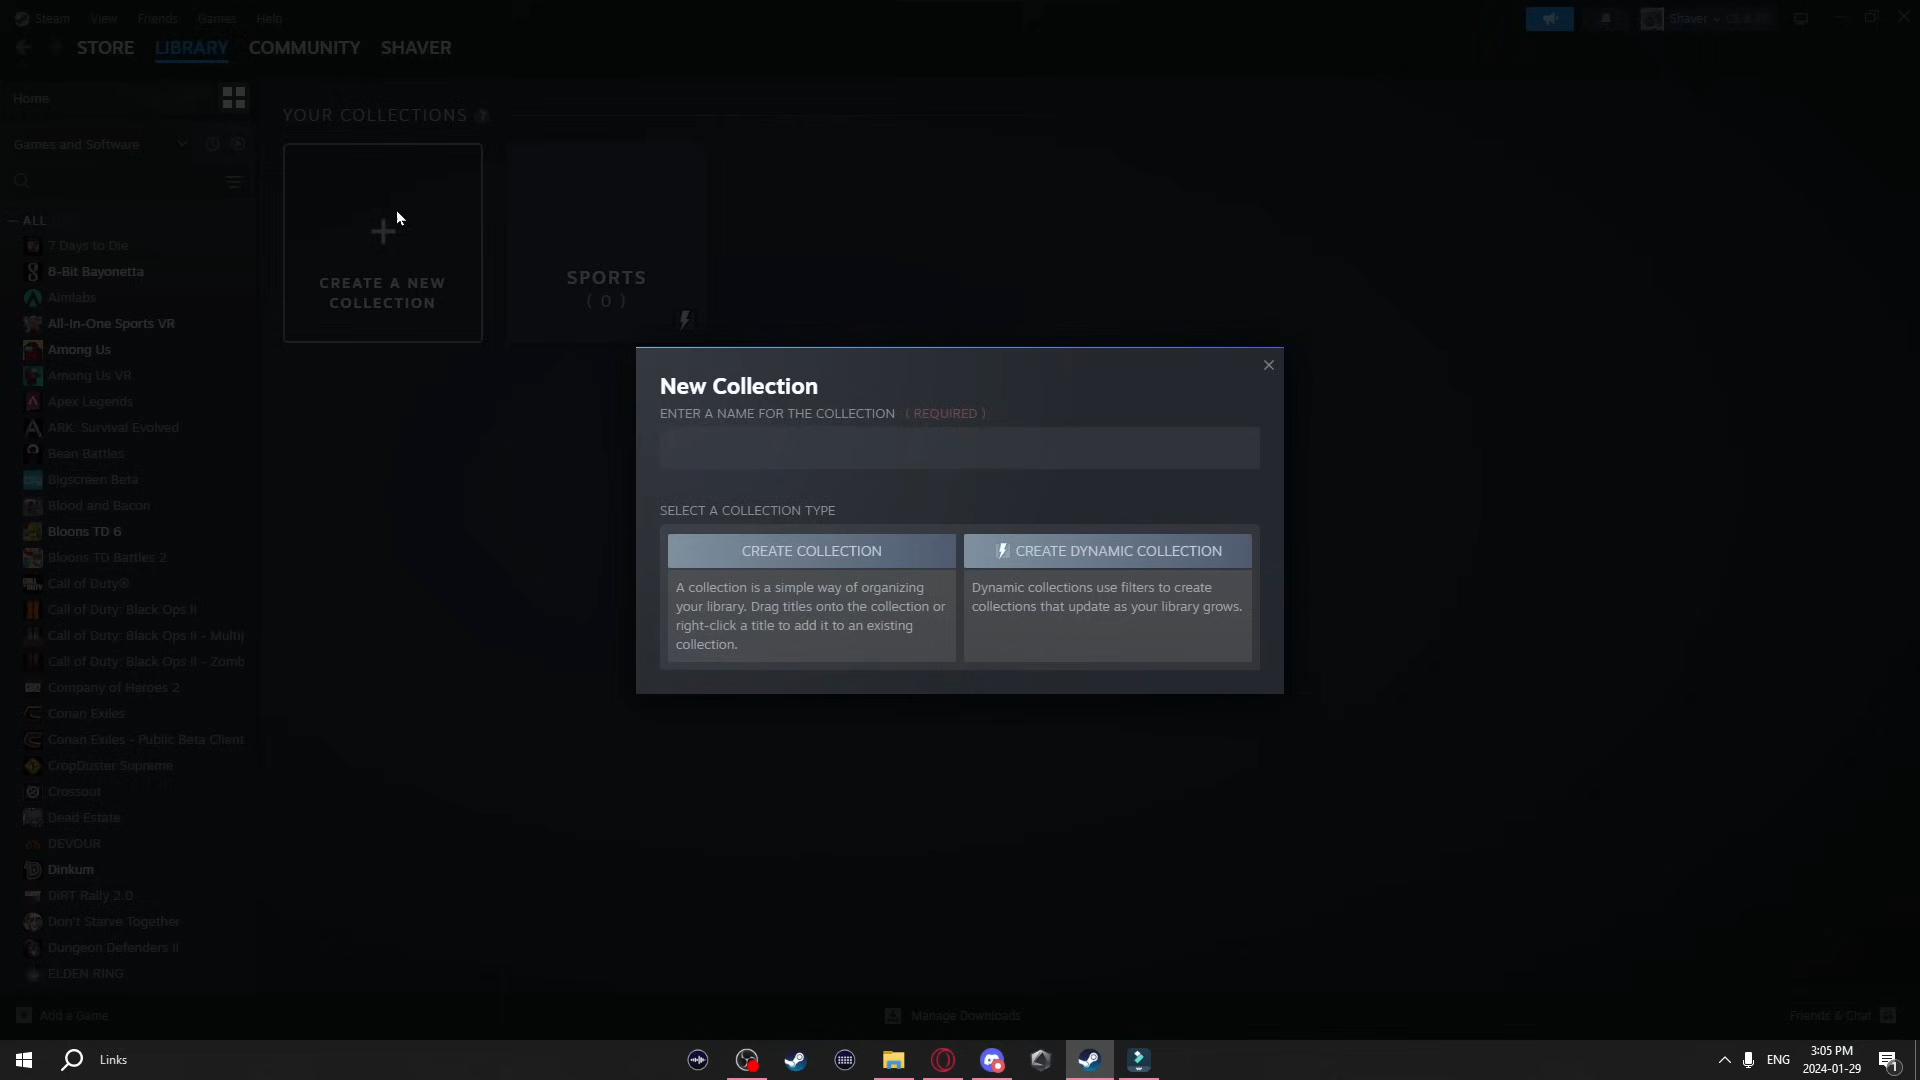 Steam View Friends Games Help
Shaver
STORE LIBRARY COMMUNITY SHAVER
Home
YOUR COLLECTIONS ?
Games and Software
ALL
7 Days to Die
8-Bit Bayonetta
Aimlabs
All-In-One Sports VR
Among Us
Among Us VR
Apex Legends
ARK: Survival Evolved
Bean Battles
Bigscreen Beta
Blood and Bacon
Bloons TD 6
Bloons TD Battles 2
Call of Duty®
Call of Duty: Black Ops II
Call of Duty: Black Ops II - Multip
Call of Duty: Black Ops II - Zomb
Company of Heroes 2
Conan Exiles
Conan Exiles - Public Beta Client
CropDuster Supreme
Crossout
Dead Estate
DEVOUR
Dinkum
DiRT Rally 2.0
Don't Starve Together
Dungeon Defenders II
ELDEN RING
CREATE A NEW
COLLECTION
SPORTS
( 0 )
New Collection
ENTER A NAME FOR THE COLLECTION ( REQUIRED )
SELECT A COLLECTION TYPE
CREATE COLLECTION
A collection is a simple way of organizing
your library. Drag titles onto the collection or
right-click a title to add it to an existing
collection.
CREATE DYNAMIC COLLECTION
Dynamic collections use filters to create
collections that update as your library grows.
Add a Game
Manage Downloads
Friends & Chat
Links
ENG
3:05 PM
2024-01-29
1